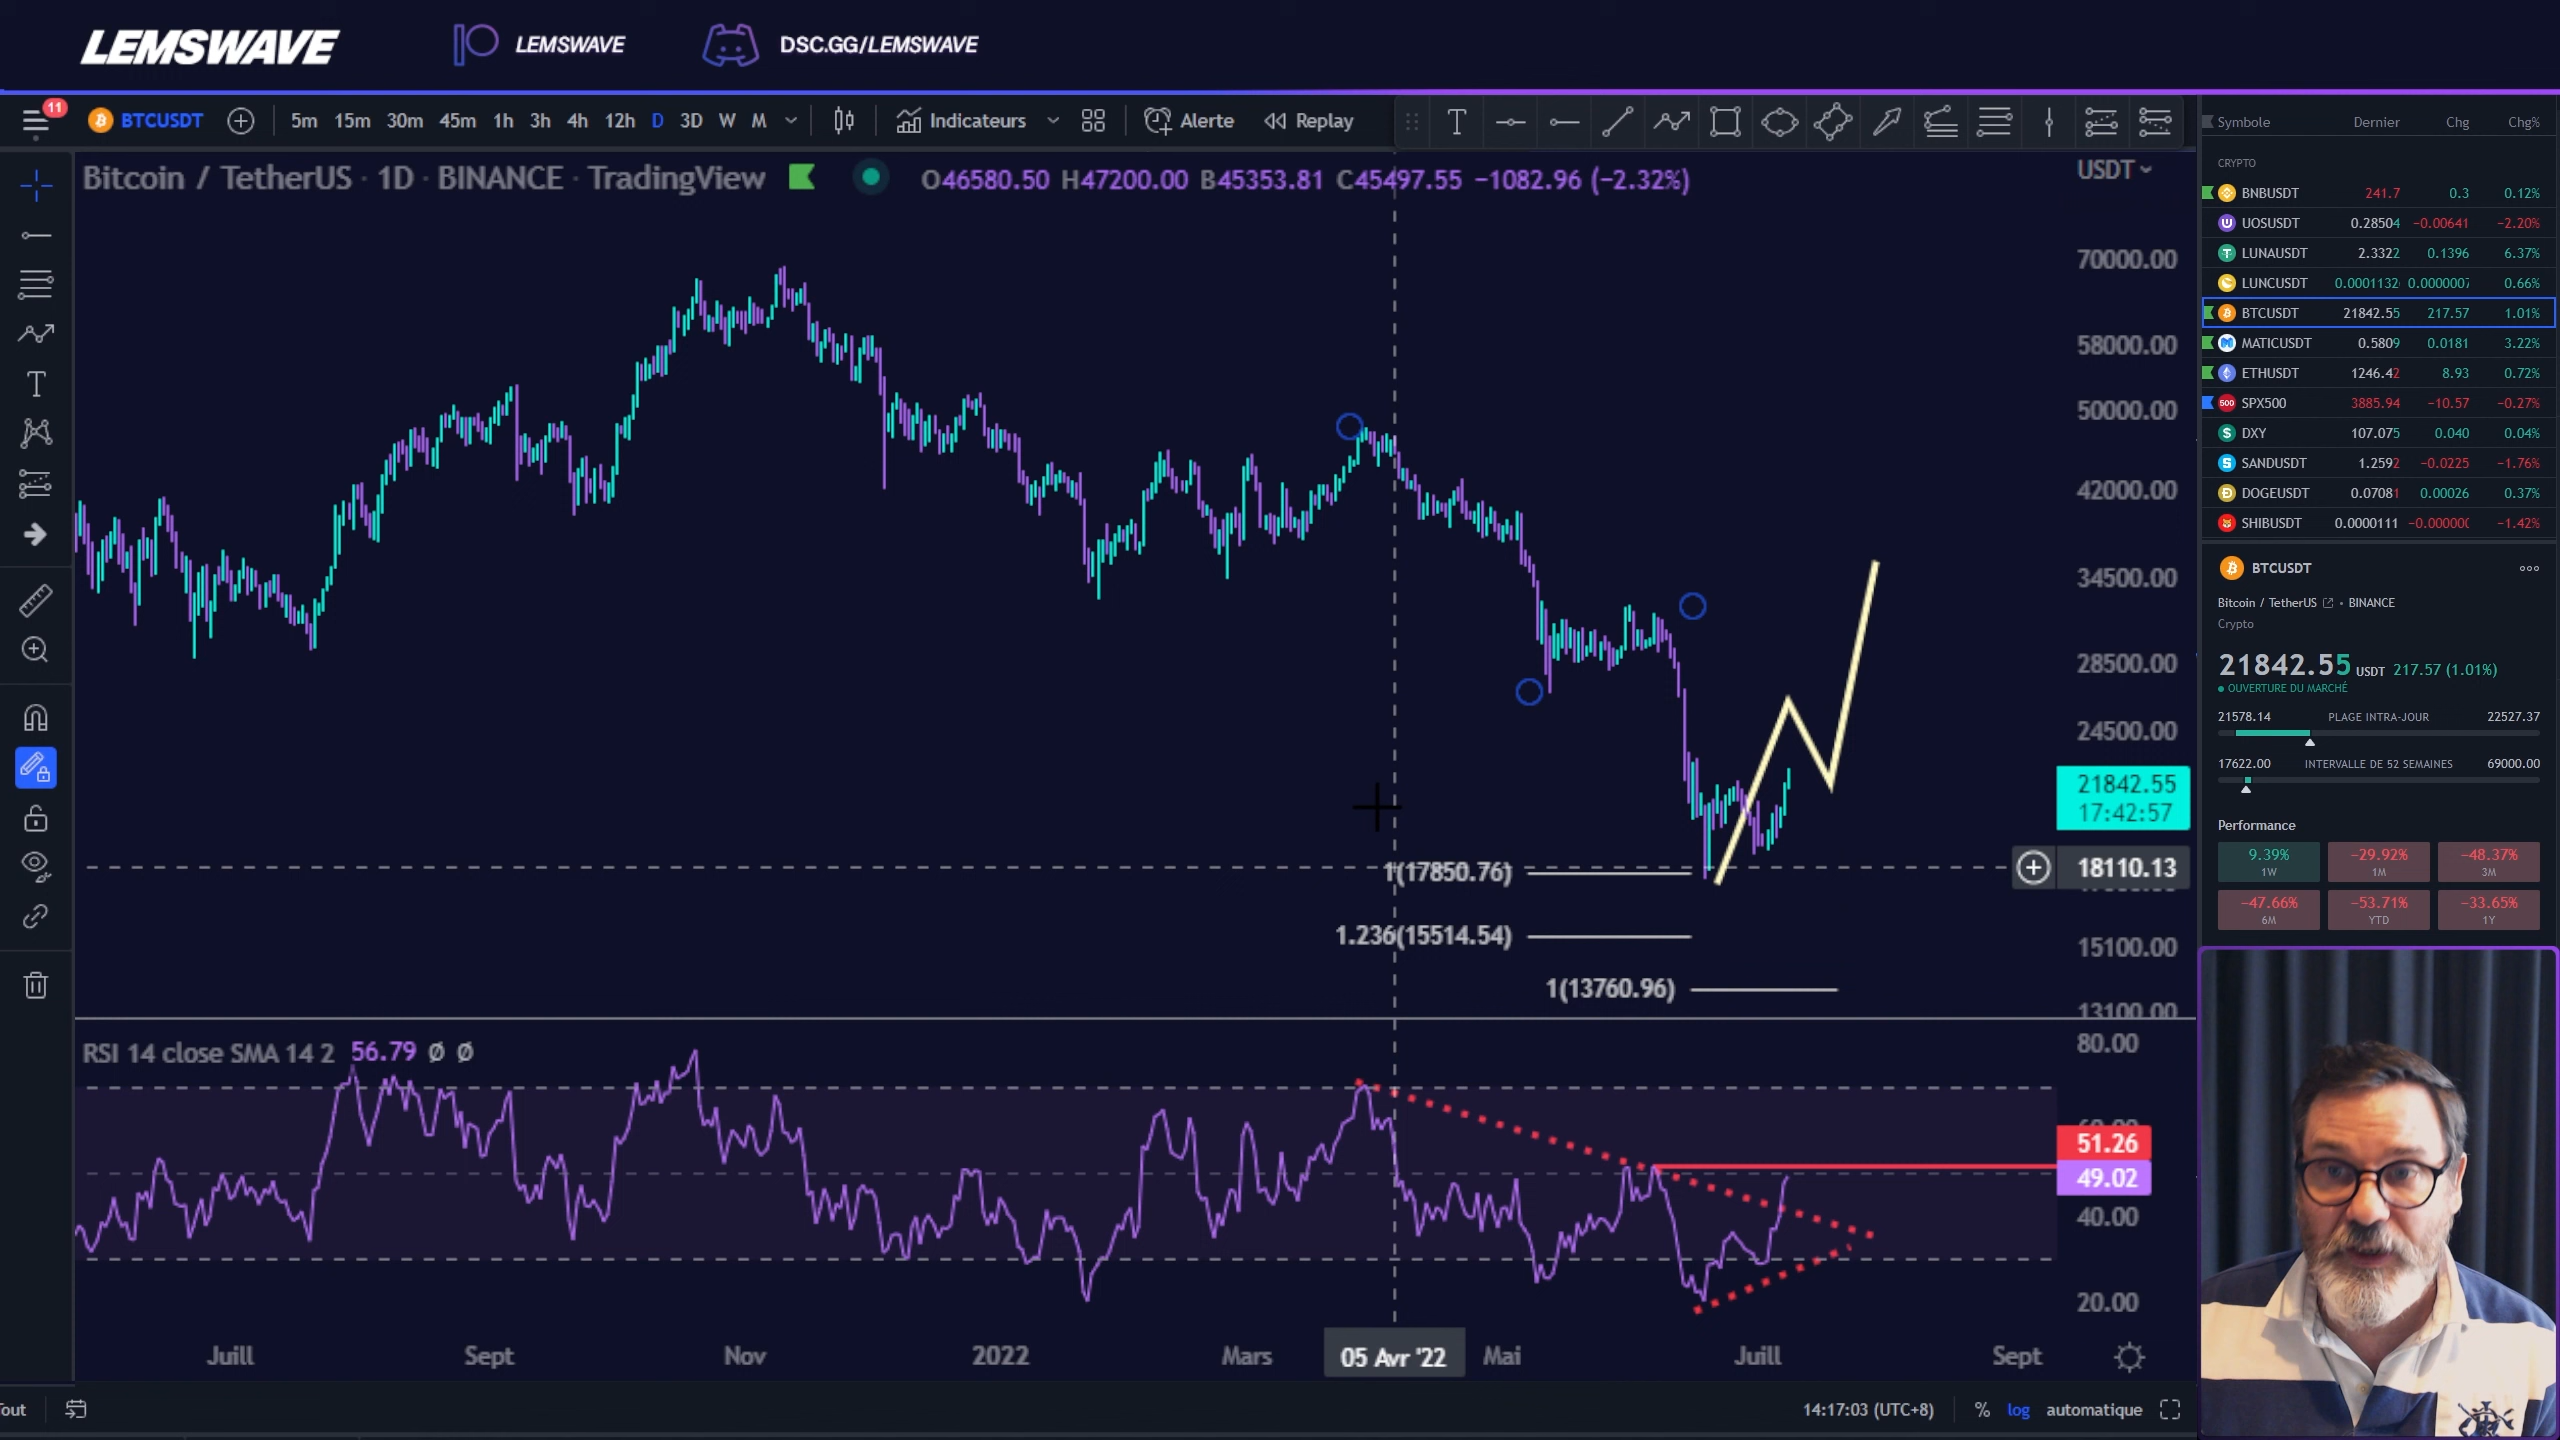 LEMSWAVE
LEMSWAVE
DSC.GG/LEMSWAVE
11
BTCUSDT
5m 15m 30m 45m 1h 3h 4h 12h D 3D W M
Indicateurs
Alerte
Replay
Bitcoin / TetherUS · 1D · BINANCE · TradingView
O46580.50 H47200.00 B45353.81 C45497.55 −1082.96 (−2.32%)
USDT
70000.00
58000.00
50000.00
42000.00
34500.00
28500.00
24500.00
21842.55
17:42:57
18110.13
15100.00
13100.00
1(17850.76)
1.236(15514.54)
1(13760.96)
RSI 14 close SMA 14 2 56.79 Ø Ø
80.00
51.26
49.02
40.00
20.00
Juill Sept Nov 2022 Mars 05 Avr '22 Mai Juill Sept
14:17:03 (UTC+8) % log automatique
Symbole Dernier Chg Chg%
CRYPTO
BNBUSDT 241.7 0.3 0.12%
UOSUSDT 0.28504 −0.00641 −2.20%
LUNAUSDT 2.3322 0.1396 6.37%
LUNCUSDT 0.0001132 0.0000007 0.66%
BTCUSDT 21842.55 217.57 1.01%
MATICUSDT 0.5809 0.0181 3.22%
ETHUSDT 1246.42 8.93 0.72%
500 SPX500 3885.94 −10.57 −0.27%
DXY 107.075 0.040 0.04%
SANDUSDT 1.2592 −0.0225 −1.76%
DOGEUSDT 0.07081 0.00026 0.37%
SHIBUSDT 0.0000111 −0.000000 −1.42%
BTCUSDT
Bitcoin / TetherUS • BINANCE
Crypto
21842.55 USDT 217.57 (1.01%)
OUVERTURE DU MARCHÉ
21578.14 PLAGE INTRA-JOUR 22527.37
17622.00 INTERVALLE DE 52 SEMAINES 69000.00
Performance
9.39% −29.92% −48.37%
1W 1M 3M
−47.66% −53.71% −33.65%
6M YTD 1Y